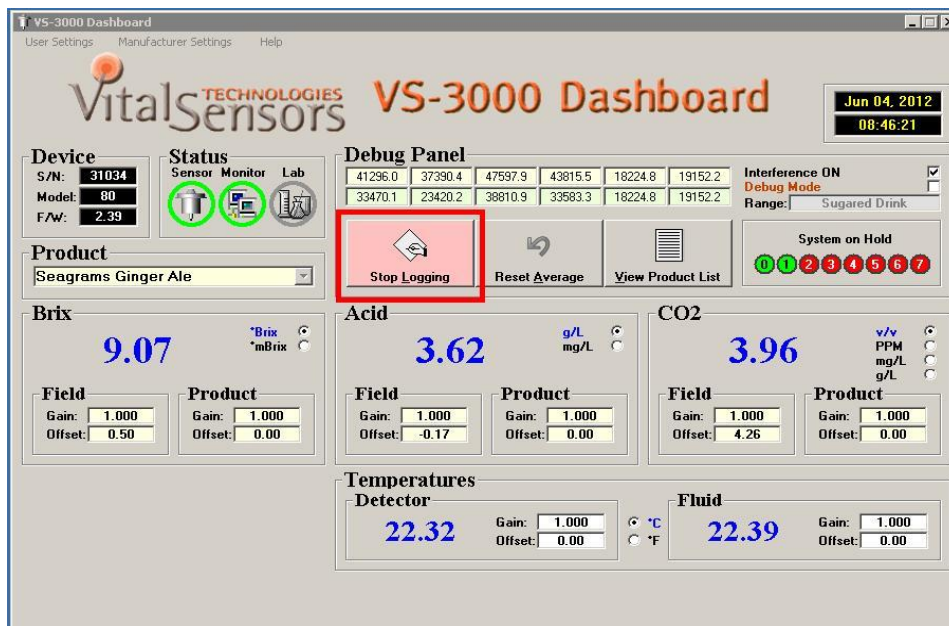 VS-3000 Dashboard
User Settings Manufacturer Settings Help
VitalSensors TECHNOLOGIES
VS-3000 Dashboard
Jun 04, 2012
08:46:21
Device
S/N: 31034
Model: 80
F/W: 2.39
Status
Sensor Monitor Lab
Debug Panel
41296.0 37390.4 47597.9 43815.5 18224.8 19152.2
33470.1 23420.2 38810.9 33583.3 18224.8 19152.2
Interference ON
Debug Mode
Range: Sugared Drink
Product
Seagrams Ginger Ale
Stop Logging
Reset Average
View Product List
System on Hold
0 1 2 3 4 5 6 7
Brix
9.07
°Brix
°mBrix
Field
Gain: 1.000
Offset: 0.50
Product
Gain: 1.000
Offset: 0.00
Acid
3.62
g/L
mg/L
Field
Gain: 1.000
Offset: -0.17
Product
Gain: 1.000
Offset: 0.00
CO2
3.96
v/v
PPM
mg/L
g/L
Field
Gain: 1.000
Offset: 4.26
Product
Gain: 1.000
Offset: 0.00
Temperatures
Detector
22.32
Gain: 1.000
Offset: 0.00
°C
°F
Fluid
22.39
Gain: 1.000
Offset: 0.00